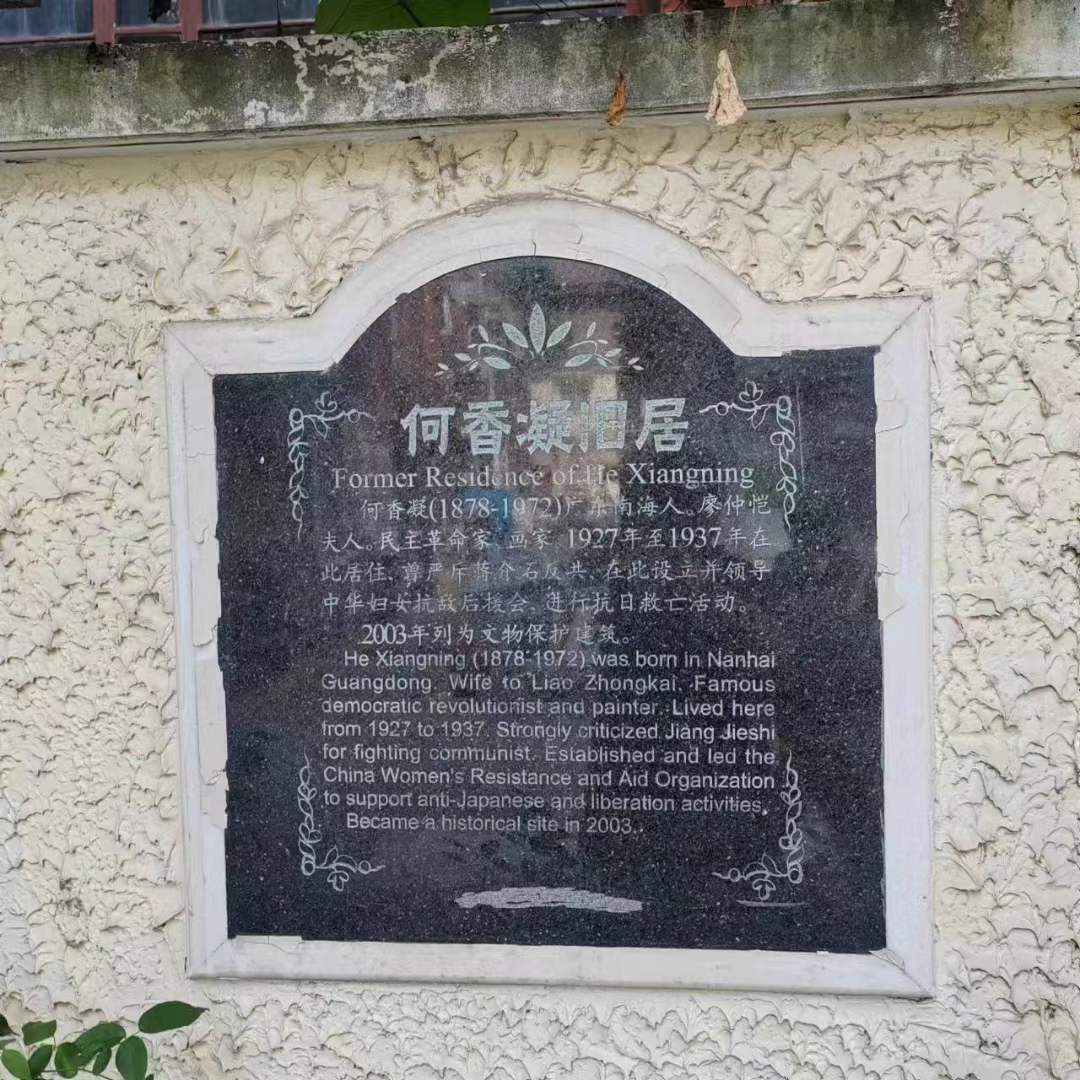 何香凝旧居
Former Residence of He Xiangning
何香凝(1878-1972)广东南海人。廖仲恺
夫人。民主革命家、画家。1927年至1937年在
此居住、曾严斥蒋介石反共、在此设立并领导
中华妇女抗敌后援会、进行抗日救亡活动。
2003年列为文物保护建筑。
He Xiangning (1878-1972) was born in Nanhai
Guangdong. Wife to Liao Zhongkai. Famous
democratic revolutionist and painter. Lived here
from 1927 to 1937. Strongly criticized Jiang Jieshi
for fighting communist. Established and led the
China Women's Resistance and Aid Organization
to support anti-Japanese and liberation activities.
Became a historical site in 2003.